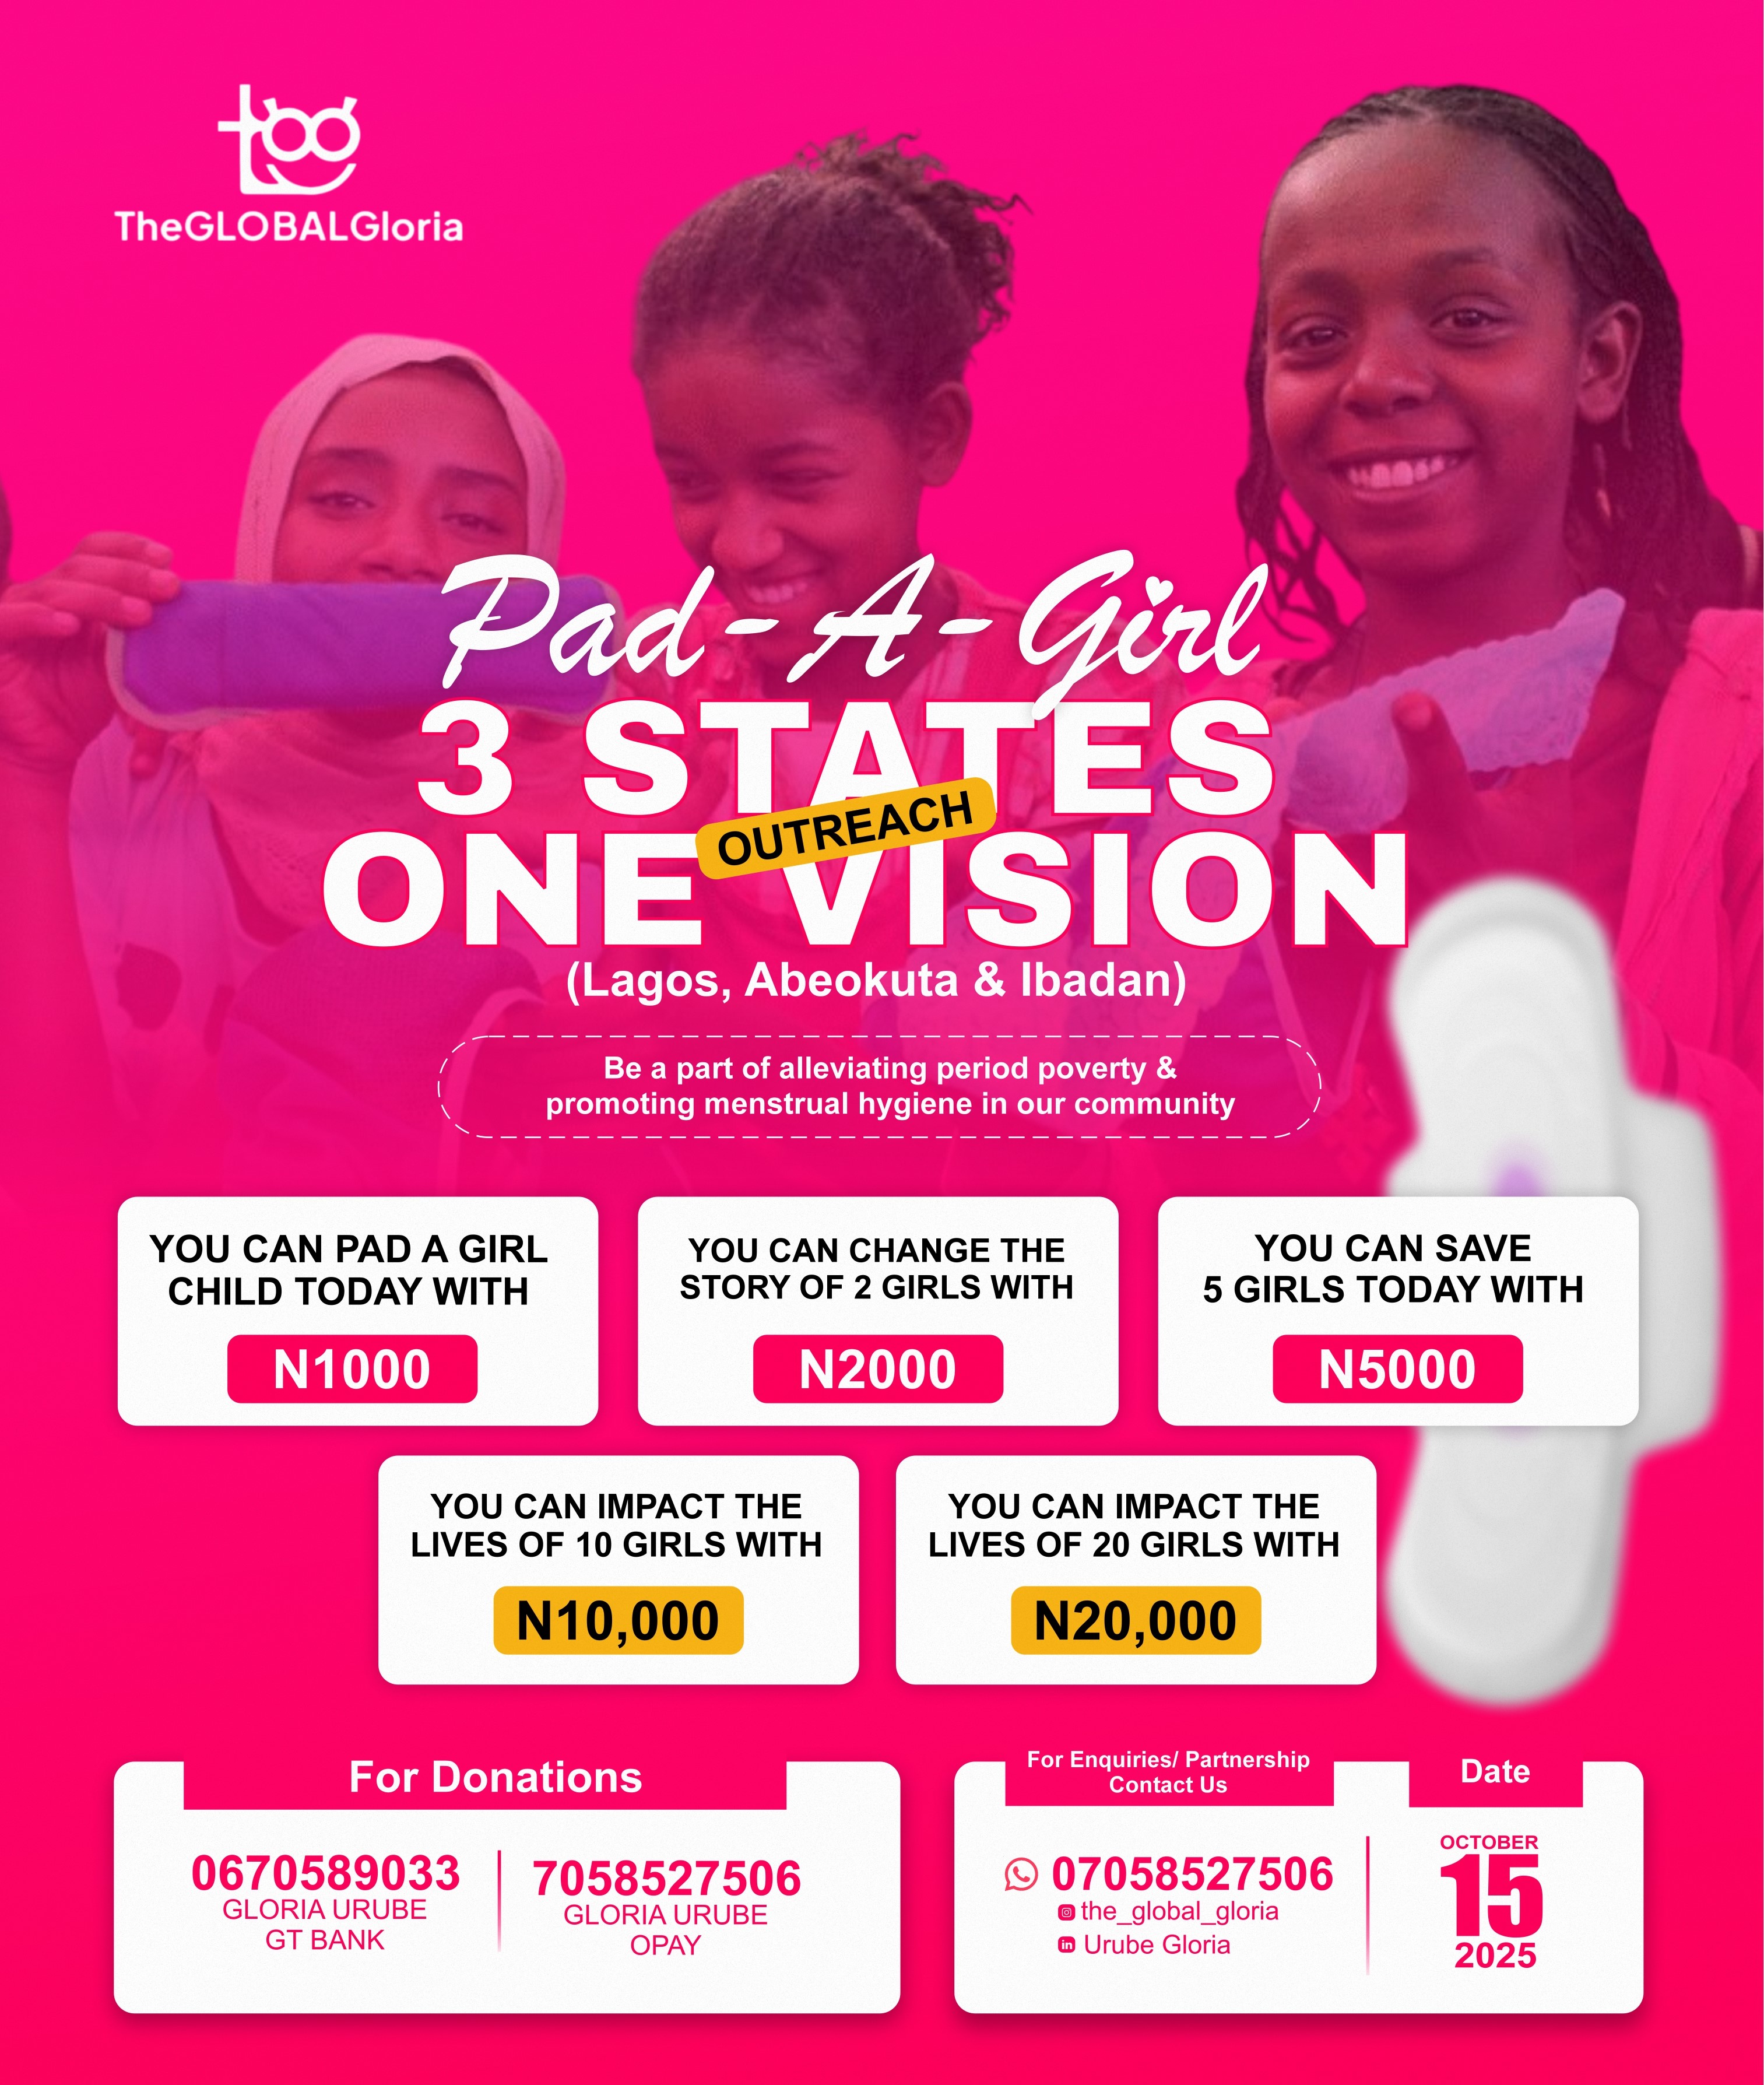 TheGLOBALGloria
Pad-A-Girl
3 STATES
OUTREACH
ONE VISION
(Lagos, Abeokuta & Ibadan)
Be a part of alleviating period poverty &
promoting menstrual hygiene in our community
YOU CAN PAD A GIRL
CHILD TODAY WITH
N1000
YOU CAN CHANGE THE
STORY OF 2 GIRLS WITH
N2000
YOU CAN SAVE
5 GIRLS TODAY WITH
N5000
YOU CAN IMPACT THE
LIVES OF 10 GIRLS WITH
N10,000
YOU CAN IMPACT THE
LIVES OF 20 GIRLS WITH
N20,000
For Donations
0670589033
GLORIA URUBE
GT BANK
7058527506
GLORIA URUBE
OPAY
For Enquiries/ Partnership
Contact Us
07058527506
the_global_gloria
Urube Gloria
Date
OCTOBER
15
2025